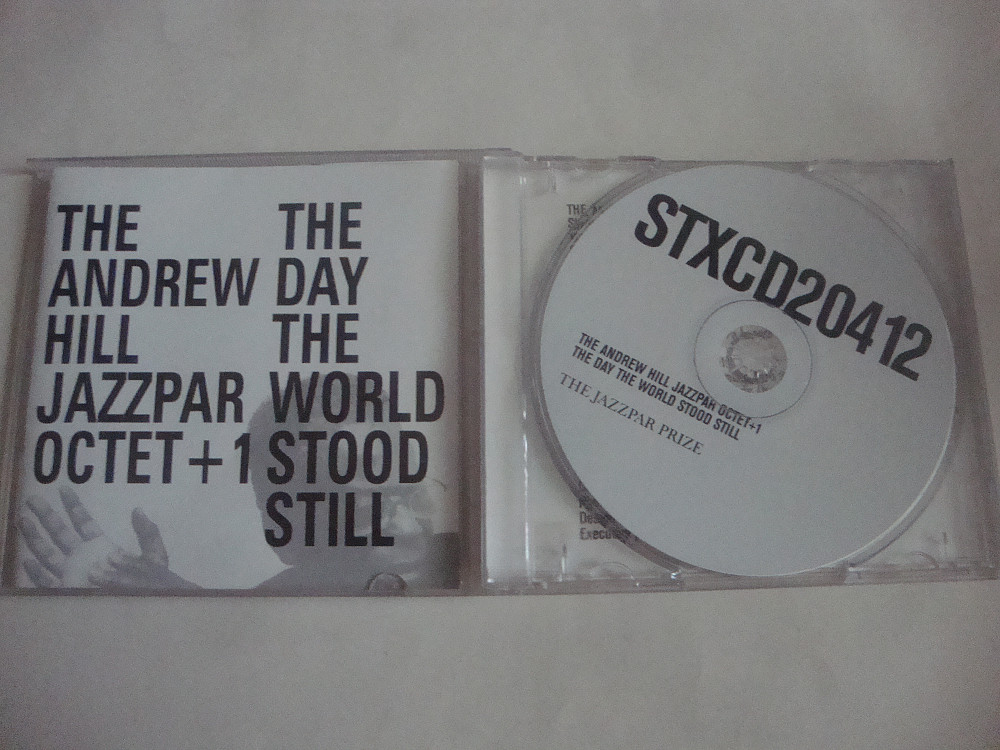 THE
ANDREW
HILL
JAZZPAR
OCTET+1
THE
DAY
THE
WORLD
STOOD
STILL
STXCD20412
THE ANDREW HILL JAZZPAR OCTET+1
THE DAY THE WORLD STOOD STILL
THE JAZZPAR PRIZE
THE